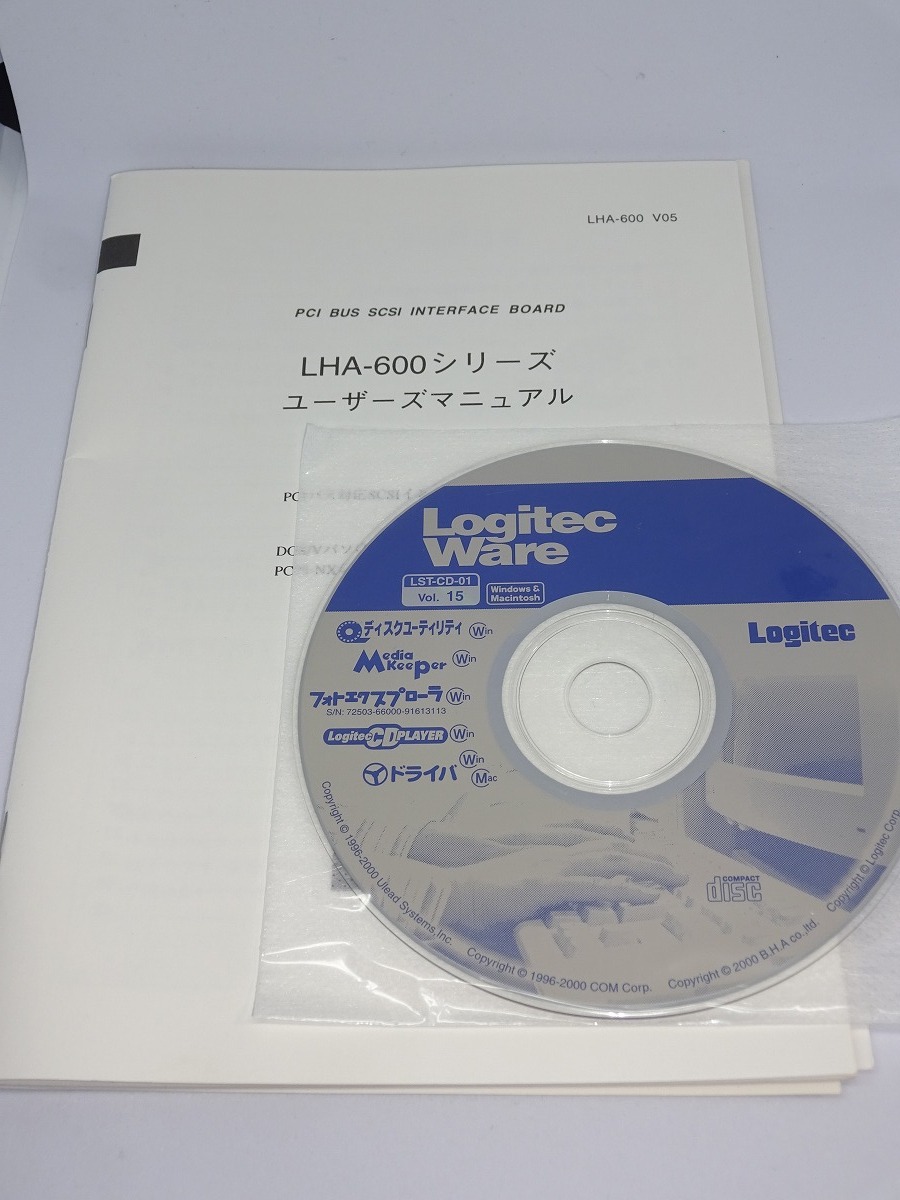 LHA-600 V05
PCI BUS SCSI INTERFACE BOARD
LHA-600シリーズ
ユーザーズマニュアル
Logitec
Ware
LST-CD-01
Vol. 15
Windows &
Macintosh
Logitec
ディスクユーティリティ Win
Media
Keeper Win
フォトエクスプローラ Win
S/N: 72503-66000-91613113
Logitec CD PLAYER Win
ドライバ Win
Mac
COMPACT
disc
Copyright © 1996-2000 Ulead Systems,Inc.
Copyright © 1996-2000 COM Corp.
Copyright © 2000 B.H.A co.,ltd.
Copyright © Logitec Corp.